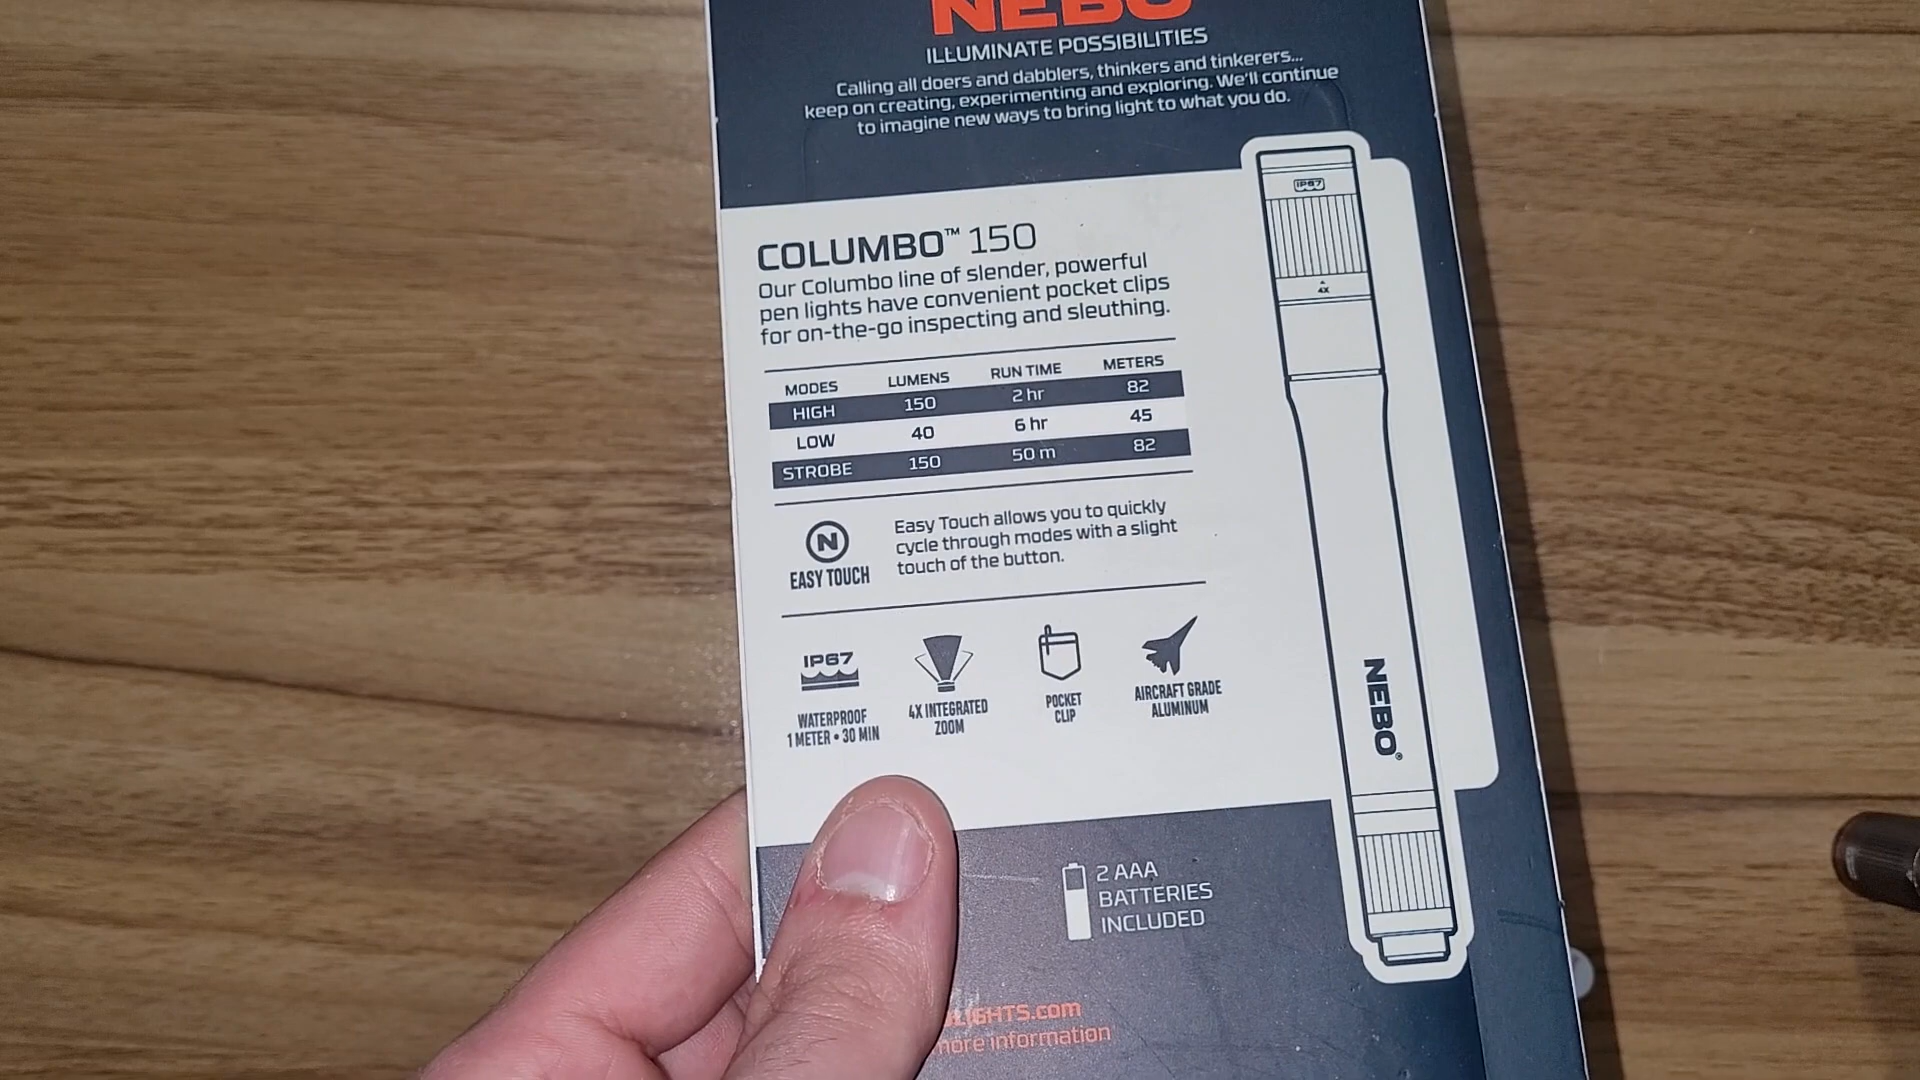 NEBO
ILLUMINATE POSSIBILITIES
Calling all doers and dabblers, thinkers and tinkerers...
keep on creating, experimenting and exploring. We'll continue
to imagine new ways to bring light to what you do.
COLUMBO™ 150
Our Columbo line of slender, powerful
pen lights have convenient pocket clips
for on-the-go inspecting and sleuthing.
MODES LUMENS RUN TIME METERS
HIGH 150 2 hr 82
LOW 40 6 hr 45
STROBE 150 50 m 82
N
EASY TOUCH
Easy Touch allows you to quickly
cycle through modes with a slight
touch of the button.
IP67
WATERPROOF
1 METER • 30 MIN
4X INTEGRATED
ZOOM
POCKET
CLIP
AIRCRAFT GRADE
ALUMINUM
IP67
4X
NEBO®
2 AAA
BATTERIES
INCLUDED
LIGHTS.com
more information